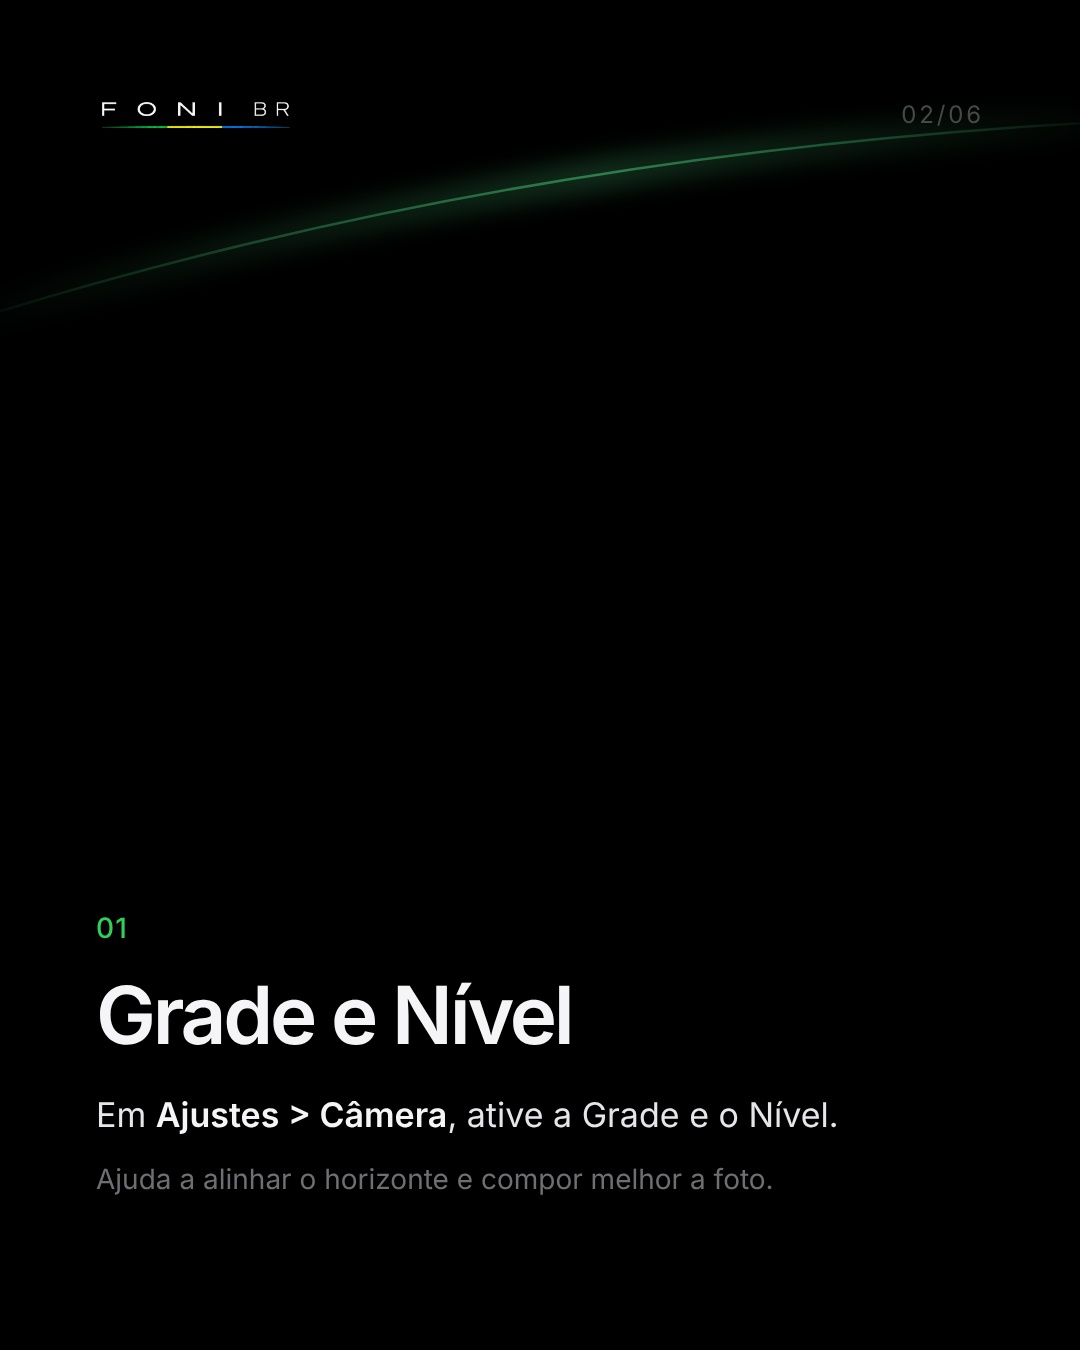 FONI BR
02/06
01
Grade e Nível
Em Ajustes > Câmera, ative a Grade e o Nível.
Ajuda a alinhar o horizonte e compor melhor a foto.